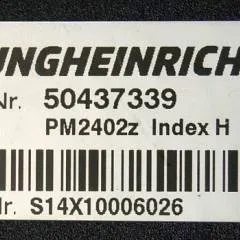 UNGHEINRICH
Nr. 50437339
PM2402z Index H
Nr. S14X10006026